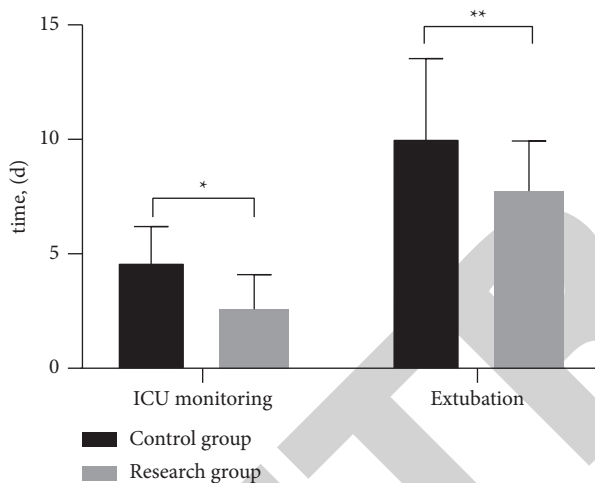 15
**
10
*
time, (d)
5
0
ICU monitoring
Extubation
Control group
Research group